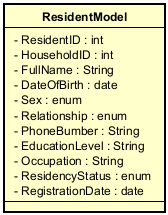 ResidentModel
- ResidentID : int
- HouseholdID : int
- FullName : String
- DateOfBirth : date
- Sex : enum
- Relationship : enum
- PhoneBumber : String
- EducationLevel : String
- Occupation : String
- ResidencyStatus : enum
- RegistrationDate : date